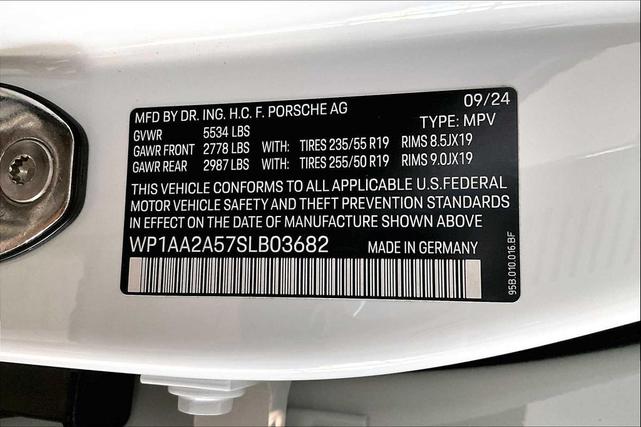 MFD BY DR. ING. H.C. F. PORSCHE AG 09/24
GVWR 5534 LBS TYPE: MPV
GAWR FRONT 2778 LBS WITH: TIRES 235/55 R19 RIMS 8.5JX19
GAWR REAR 2987 LBS WITH: TIRES 255/50 R19 RIMS 9.0JX19
THIS VEHICLE CONFORMS TO ALL APPLICABLE U.S.FEDERAL
MOTOR VEHICLE SAFETY AND THEFT PREVENTION STANDARDS
IN EFFECT ON THE DATE OF MANUFACTURE SHOWN ABOVE
WP1AA2A57SLB03682 MADE IN GERMANY
95B.010.016.BF